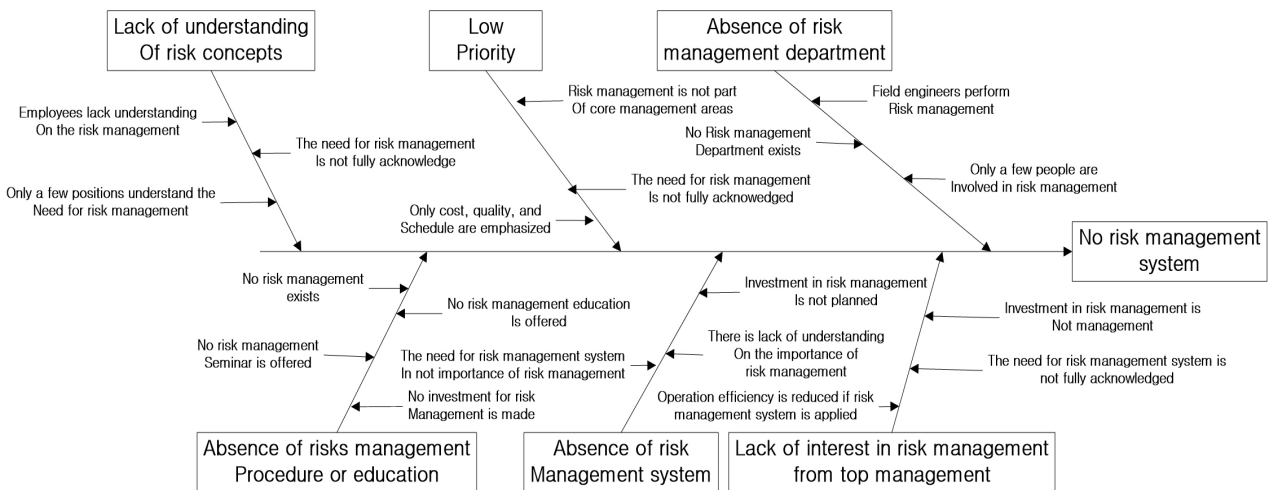 Lack of understanding
Of risk concepts
Low
Priority
Absence of risk
management department
Employees lack understanding
On the risk management
The need for risk management
Is not fully acknowledge
Only a few positions understand the
Need for risk management
Risk management is not part
Of core management areas
The need for risk management
Is not fully acknowedged
Only cost, quality, and
Schedule are emphasized
Field engineers perform
Risk management
No Risk management
Department exists
Only a few people are
Involved in risk management
No risk management
system
No risk management
exists
No risk management education
Is offered
No risk management
Seminar is offered
No investment for risk
Management is made
Investment in risk management
Is not planned
There is lack of understanding
On the importance of
risk management
The need for risk management system
In not importance of risk management
Operation efficiency is reduced if risk
management system is applied
Investment in risk management is
Not management
The need for risk management system is
not fully acknowledged
Absence of risks management
Procedure or education
Absence of risk
Management system
Lack of interest in risk management
from top management